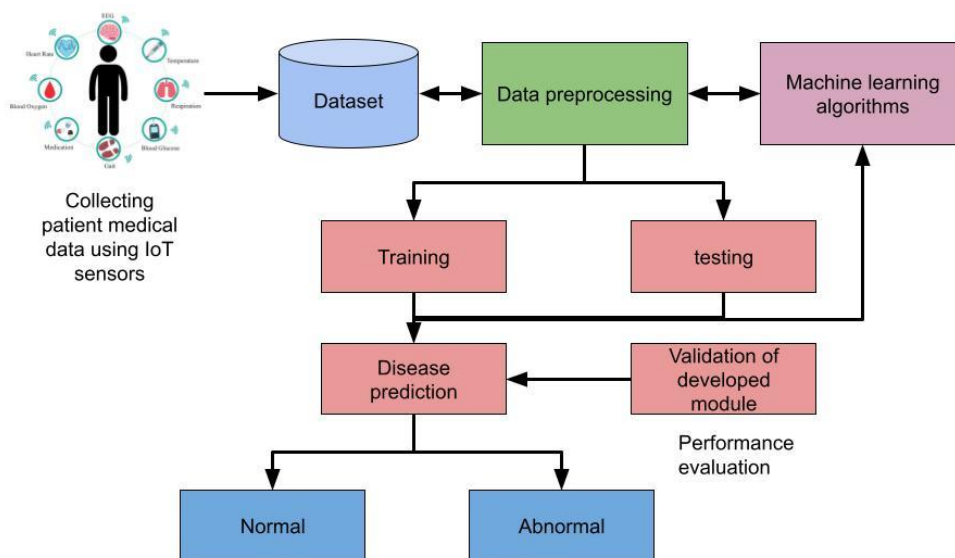 EEG
Heart Rate
Temperature
Blood Oxygen
Respiration
Medication
Blood Glucose
Gait
Collecting
patient medical
data using IoT
sensors
Dataset
Data preprocessing
Machine learning
algorithms
Training
testing
Disease
prediction
Validation of
developed
module
Performance
evaluation
Normal
Abnormal